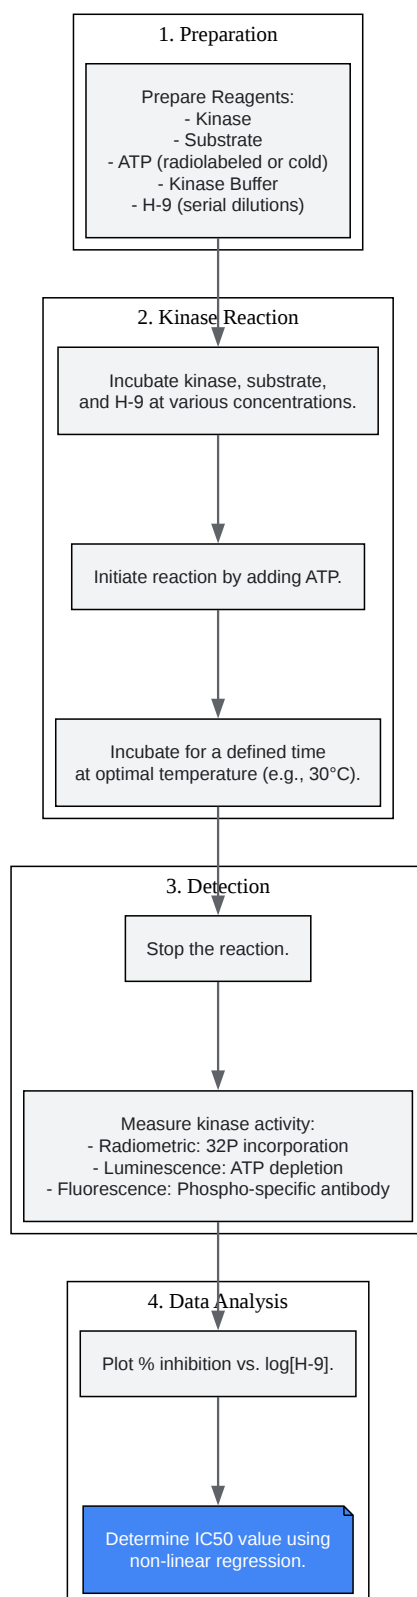 1. Preparation
Prepare Reagents:
- Kinase
- Substrate
- ATP (radiolabeled or cold)
- Kinase Buffer
- H-9 (serial dilutions)
2. Kinase Reaction
Incubate kinase, substrate,
and H-9 at various concentrations.
Initiate reaction by adding ATP.
Incubate for a defined time
at optimal temperature (e.g., 30°C).
3. Detection
Stop the reaction.
Measure kinase activity:
- Radiometric: 32P incorporation
- Luminescence: ATP depletion
- Fluorescence: Phospho-specific antibody
4. Data Analysis
Plot % inhibition vs. log[H-9].
Determine IC50 value using
non-linear regression.